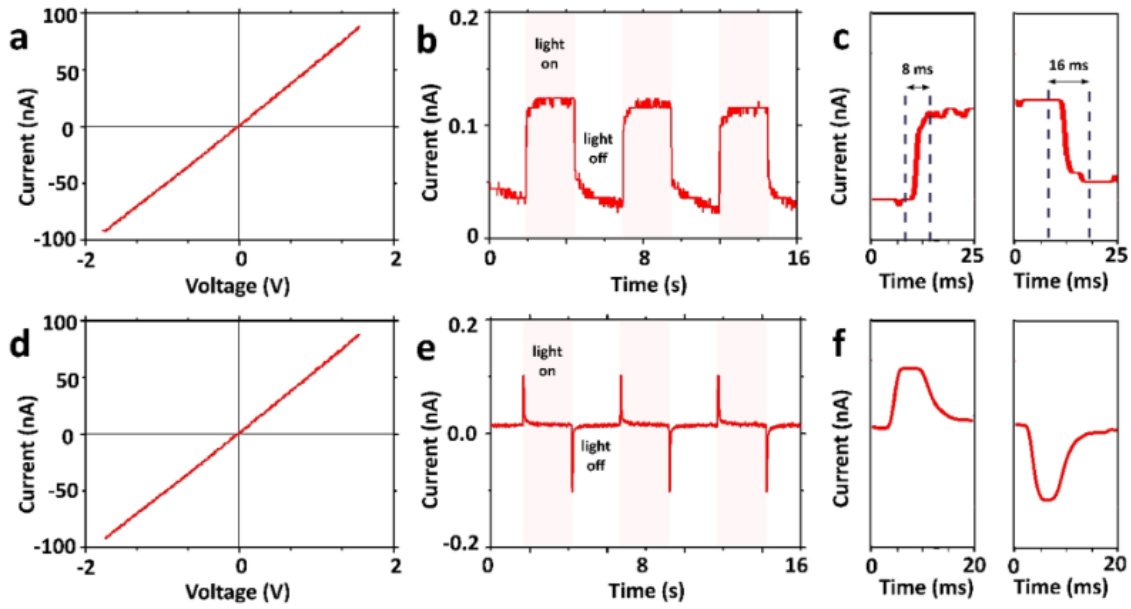 a
Current (nA)
100
50
0
-50
-100
-2
0
2
Voltage (V)
b
Current (nA)
0.2
0.1
0
light
on
light
off
0
8
16
Time (s)
c
Current (nA)
8 ms
0
25
Time (ms)
16 ms
0
25
Time (ms)
d
Current (nA)
100
50
0
-50
-100
-2
0
2
Voltage (V)
e
Current (nA)
0.2
0.0
-0.2
light
on
light
off
0
8
16
Time (s)
f
Current (nA)
0
20
Time (ms)
0
20
Time (ms)